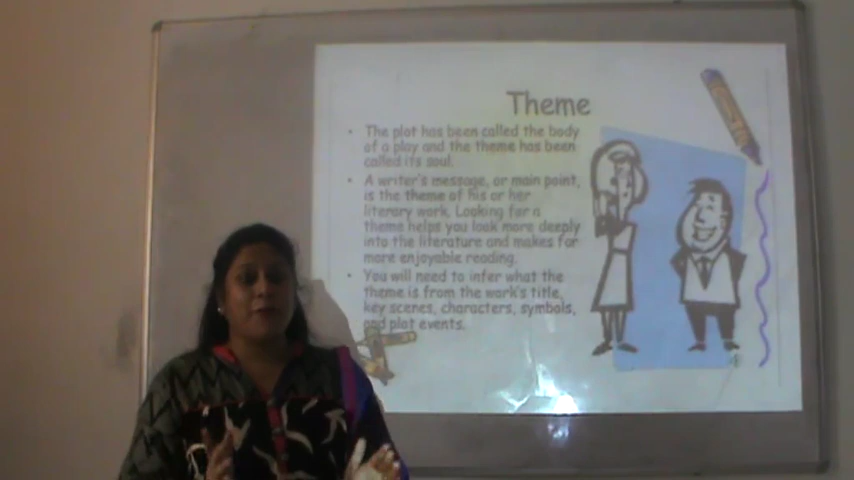 Theme
• The plot has been called the body
of a play and the theme has been
called its soul.
• A writer's message, or main point,
is the theme of his or her
literary work. Looking for a
theme helps you look more deeply
into the literature and makes for
more enjoyable reading.
• You will need to infer what the
theme is from the work's title,
key scenes, characters, symbols,
and plot events.